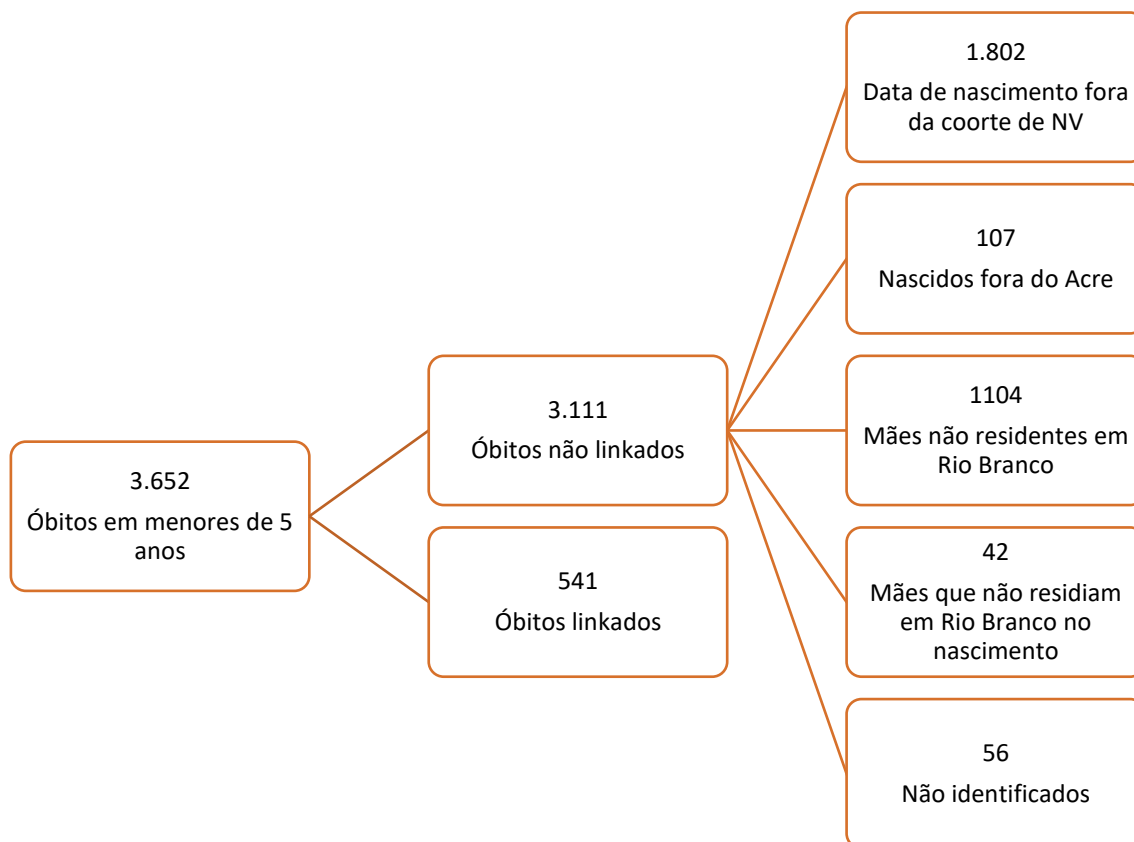 3.652
Óbitos em menores de 5
anos
3.111
Óbitos não linkados
541
Óbitos linkados
1.802
Data de nascimento fora
da coorte de NV
107
Nascidos fora do Acre
1104
Mães não residentes em
Rio Branco
42
Mães que não residiam
em Rio Branco no
nascimento
56
Não identificados